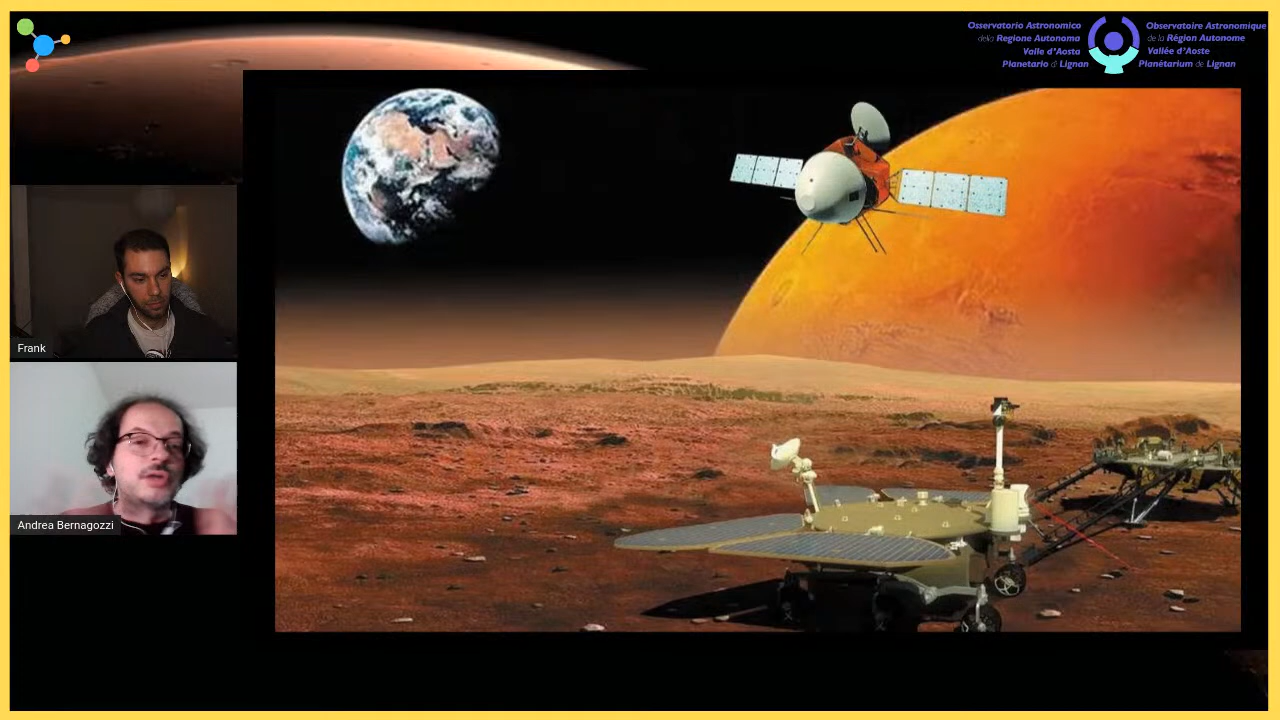 Osservatorio Astronomico
della Regione Autonoma
Valle d'Aosta
Planetario di Lignan
Observatoire Astronomique
de la Région Autonome
Vallée d'Aoste
Planétarium de Lignan
Frank
Andrea Bernagozzi